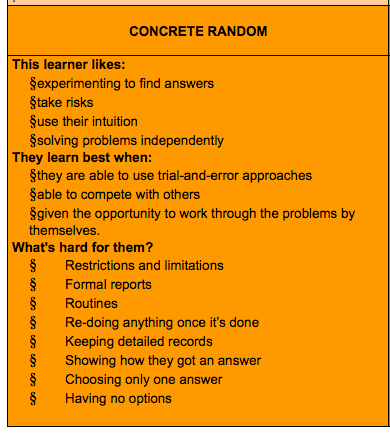 CONCRETE RANDOM
This learner likes:
§experimenting to find answers
§take risks
§use their intuition
§solving problems independently
They learn best when:
§they are able to use trial-and-error approaches
§able to compete with others
§given the opportunity to work through the problems by
themselves.
What's hard for them?
§ Restrictions and limitations
§ Formal reports
§ Routines
§ Re-doing anything once it’s done
§ Keeping detailed records
§ Showing how they got an answer
§ Choosing only one answer
§ Having no options